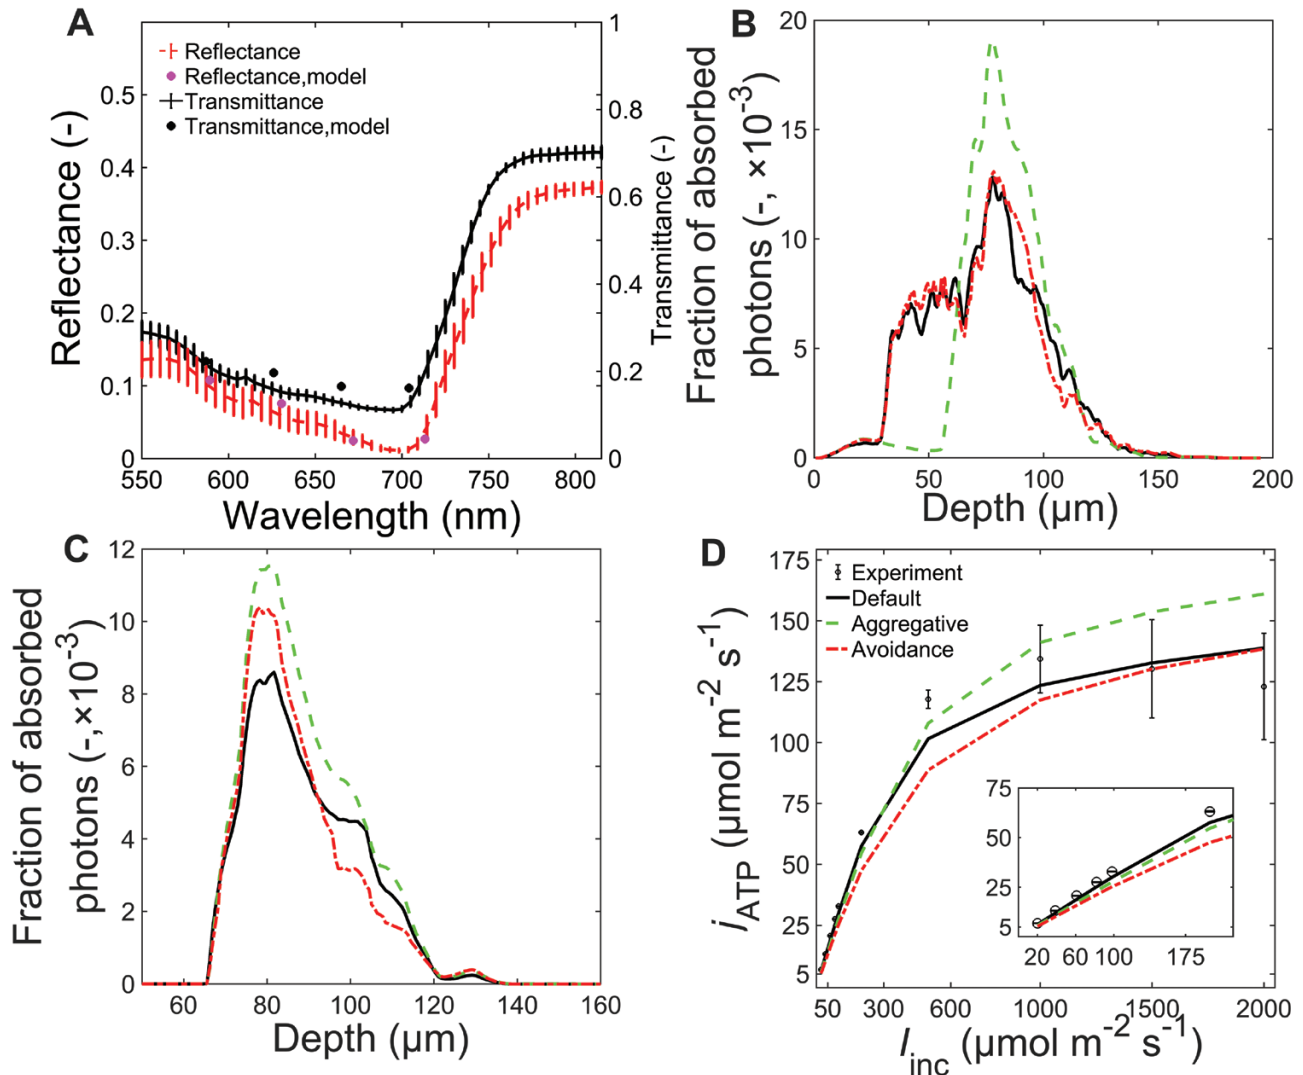 A
Reflectance
Reflectance,model
Transmittance
Transmittance,model
Reflectance (-)
0.5
0.4
0.3
0.2
0.1
0
1
0.8
0.6
0.4
0.2
0
Transmittance (-)
550 600 650 700 750 800
Wavelength (nm)
B
Fraction of absorbed
photons (-, ×10⁻³)
20
15
10
5
0
0 50 100 150 200
Depth (µm)
C
Fraction of absorbed
photons (-,×10⁻³)
12
10
8
6
4
2
0
60 80 100 120 140 160
Depth (µm)
D
Experiment
Default
Aggregative
Avoidance
j_ATP (µmol m⁻² s⁻¹)
175
150
125
100
75
50
25
5
75
50
25
5
20 60 100 175
50 300 600 1000 1500 2000
I_inc (µmol m⁻² s⁻¹)